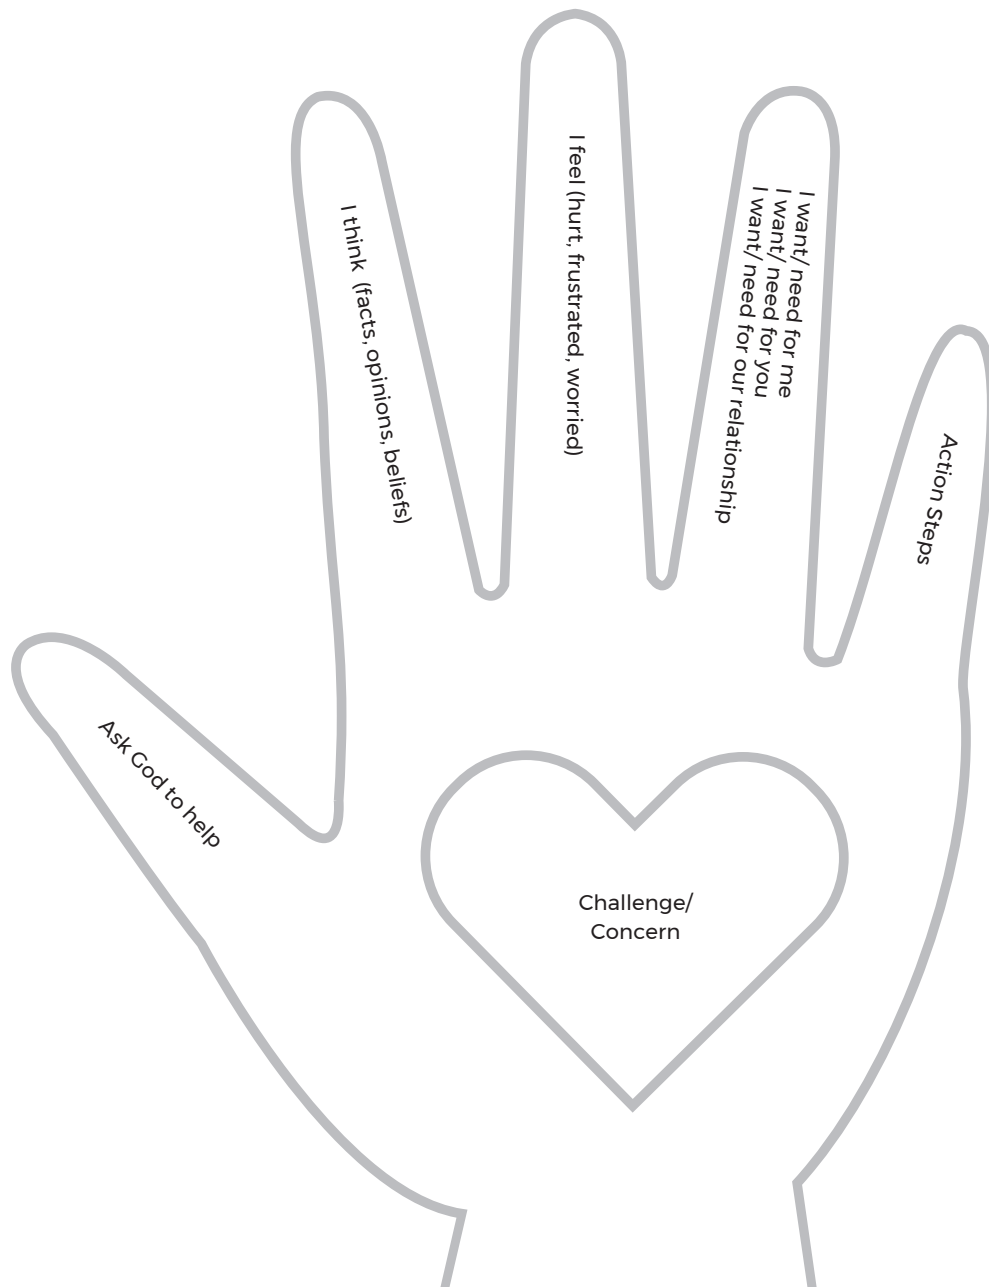 Ask God to help
I think (facts, opinions, beliefs)
I feel (hurt, frustrated, worried)
I want/ need for me
I want/ need for you
I want/ need for our relationship
Action Steps
Challenge/
Concern